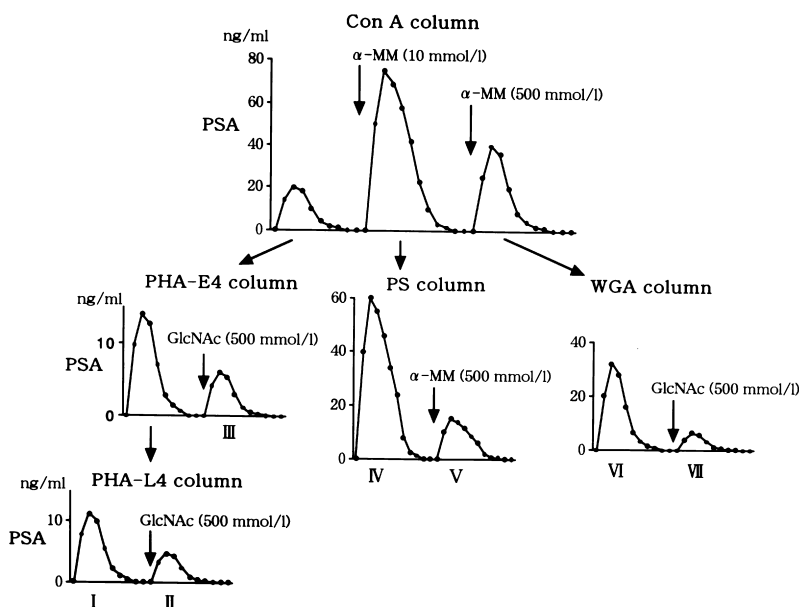 Con A column
ng/ml
α-MM (10 mmol/l)
α-MM (500 mmol/l)
PSA
80
60
40
20
0
PHA-E4 column
ng/ml
GlcNAc (500 mmol/l)
PSA
10
0
III
PS column
60
40
20
0
α-MM (500 mmol/l)
IV
V
WGA column
40
20
0
GlcNAc (500 mmol/l)
VI
VII
PHA-L4 column
ng/ml
GlcNAc (500 mmol/l)
PSA
10
0
I
II